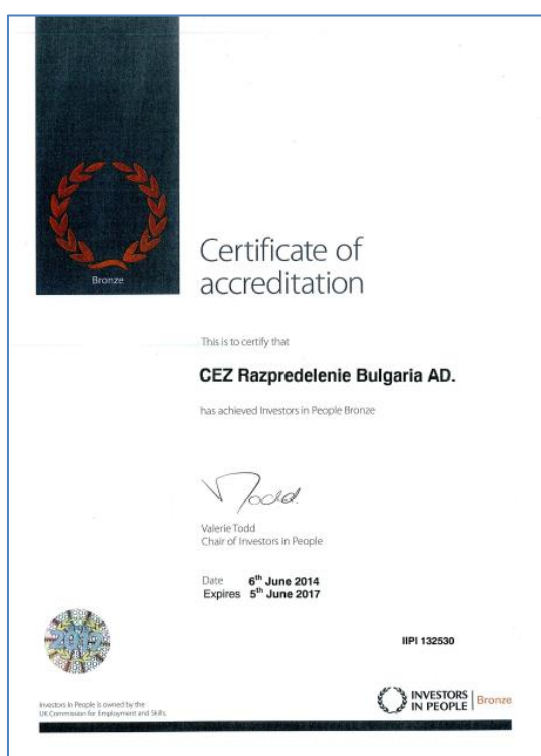 Bronze
Certificate of
accreditation
This is to certify that
CEZ Razpredelenie Bulgaria AD.
has achieved Investors in People Bronze
Todd.
Valerie Todd
Chair of Investors in People
Date 6th June 2014
Expires 5th June 2017
2017
IIPI 132530
Investors in People is owned by the
UK Commission for Employment and Skills.
INVESTORS
IN PEOPLE
Bronze